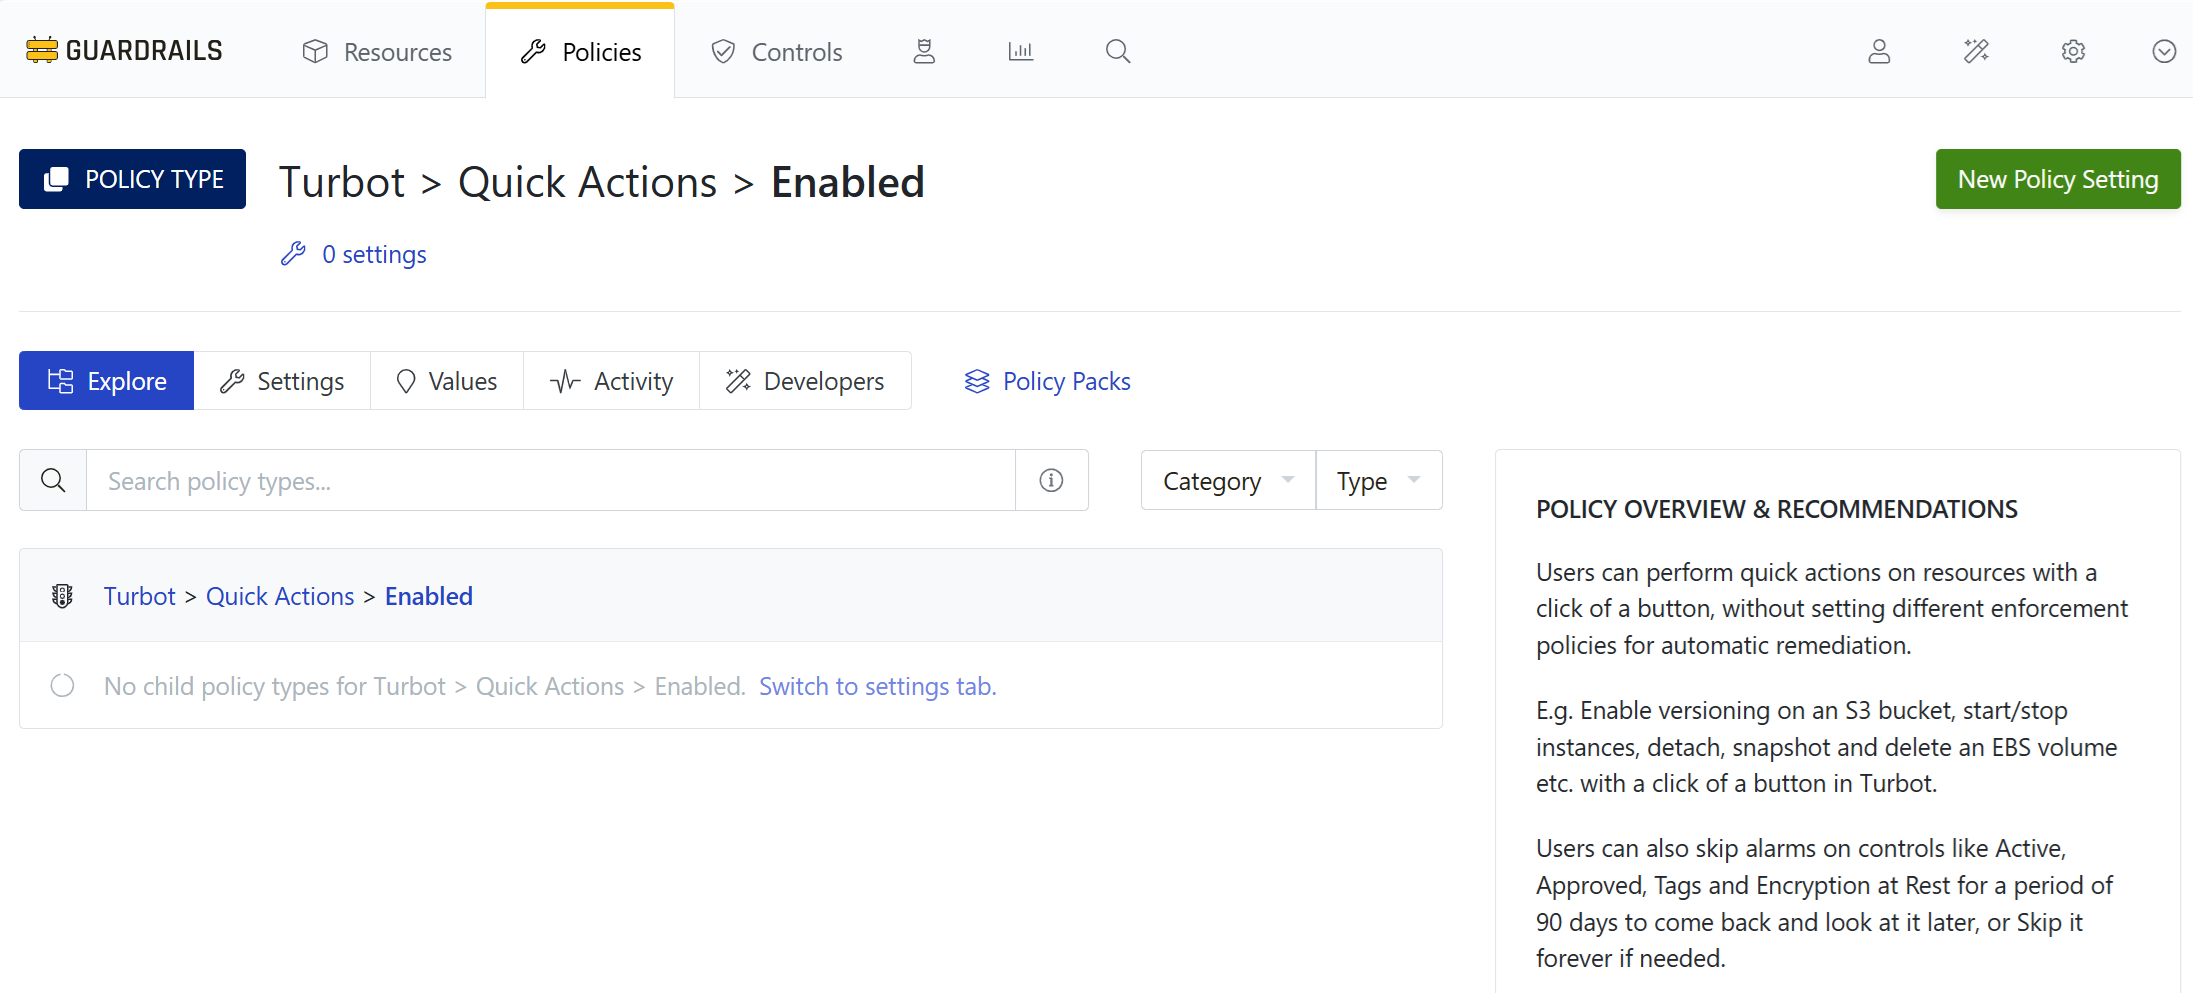 GUARDRAILS
Resources
Policies
Controls
POLICY TYPE
Turbot > Quick Actions > Enabled
New Policy Setting
0 settings
Explore
Settings
Values
Activity
Developers
Policy Packs
Search policy types...
Category
Type
Turbot > Quick Actions > Enabled
No child policy types for Turbot > Quick Actions > Enabled. Switch to settings tab.
POLICY OVERVIEW & RECOMMENDATIONS
Users can perform quick actions on resources with a
click of a button, without setting different enforcement
policies for automatic remediation.
E.g. Enable versioning on an S3 bucket, start/stop
instances, detach, snapshot and delete an EBS volume
etc. with a click of a button in Turbot.
Users can also skip alarms on controls like Active,
Approved, Tags and Encryption at Rest for a period of
90 days to come back and look at it later, or Skip it
forever if needed.